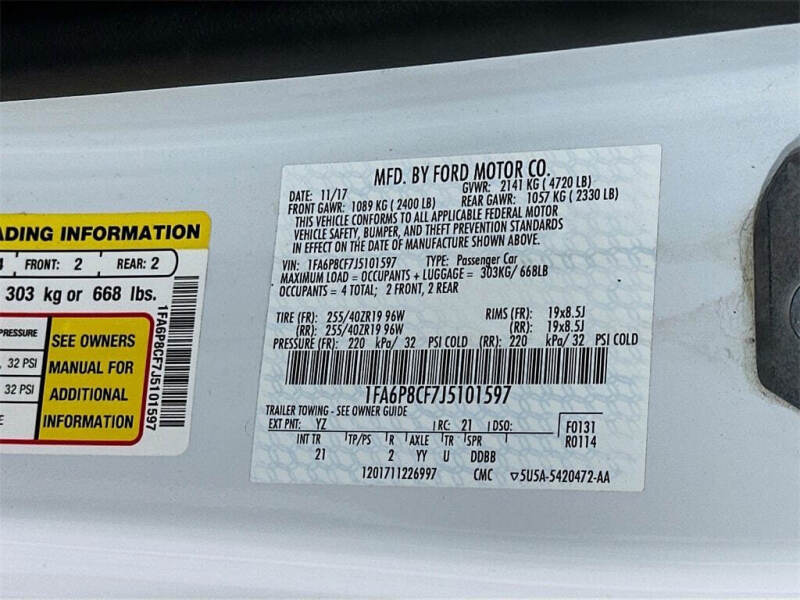 ADING INFORMATION
FRONT: 2 REAR: 2
303 kg or 668 lbs.
PRESSURE
32 PSI
32 PSI
SEE OWNERS
MANUAL FOR
ADDITIONAL
INFORMATION
1FA6P8CF7J5101597
MFD. BY FORD MOTOR CO.
DATE: 11/17 GVWR: 2141 KG ( 4720 LB)
FRONT GAWR: 1089 KG ( 2400 LB) REAR GAWR: 1057 KG ( 2330 LB)
THIS VEHICLE CONFORMS TO ALL APPLICABLE FEDERAL MOTOR
VEHICLE SAFETY, BUMPER, AND THEFT PREVENTION STANDARDS
IN EFFECT ON THE DATE OF MANUFACTURE SHOWN ABOVE.
VIN: 1FA6P8CF7J5101597 TYPE: Passenger Car
MAXIMUM LOAD = OCCUPANTS + LUGGAGE = 303KG/ 668LB
OCCUPANTS = 4 TOTAL; 2 FRONT, 2 REAR
TIRE (FR): 255/40ZR19 96W RIMS (FR): 19x8.5J
(RR): 255/40ZR19 96W (RR): 19x8.5J
PRESSURE (FR): 220 kPa/ 32 PSI COLD (RR): 220 kPa/ 32 PSI COLD
1FA6P8CF7J5101597
TRAILER TOWING - SEE OWNER GUIDE
EXT PNT: YZ RC: 21 DSO: F0131
R0114
INT TR TP/PS R AXLE TR SPR
21 2 YY U DDBB
1201711226997 CMC ▽5U5A-5420472-AA